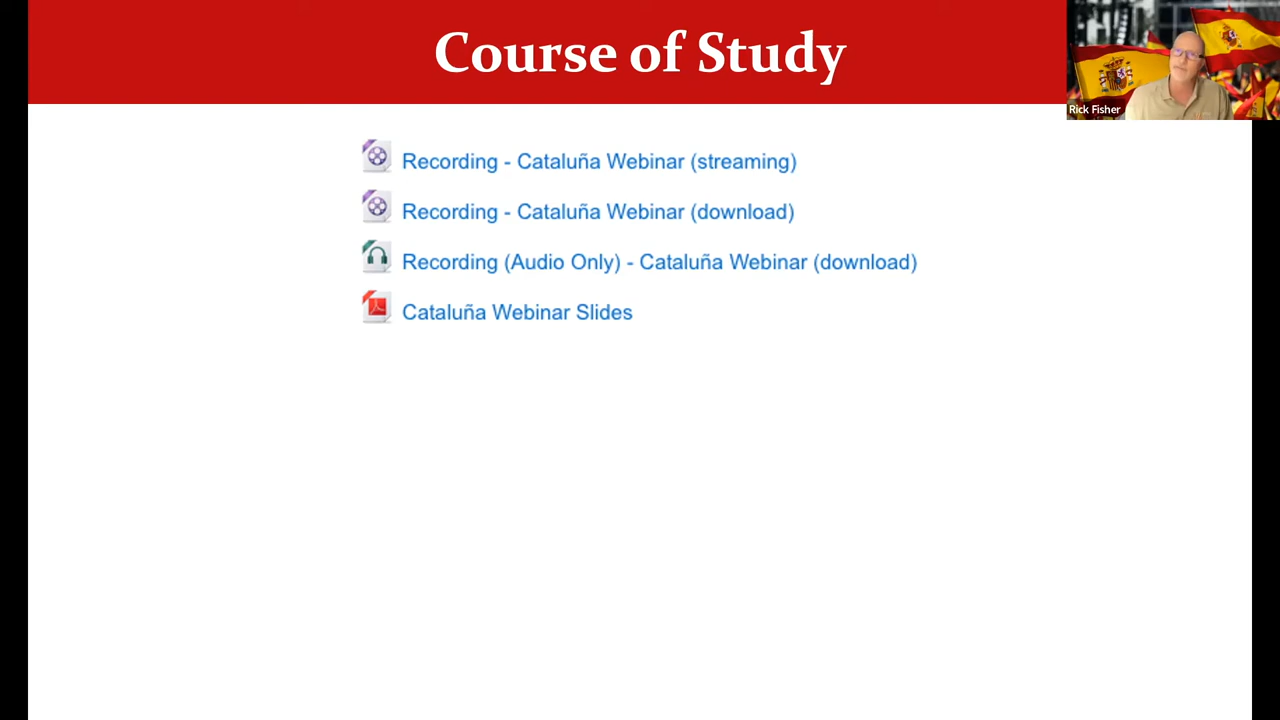 Course of Study
Rick Fisher
Recording - Cataluña Webinar (streaming)
Recording - Cataluña Webinar (download)
Recording (Audio Only) - Cataluña Webinar (download)
Cataluña Webinar Slides